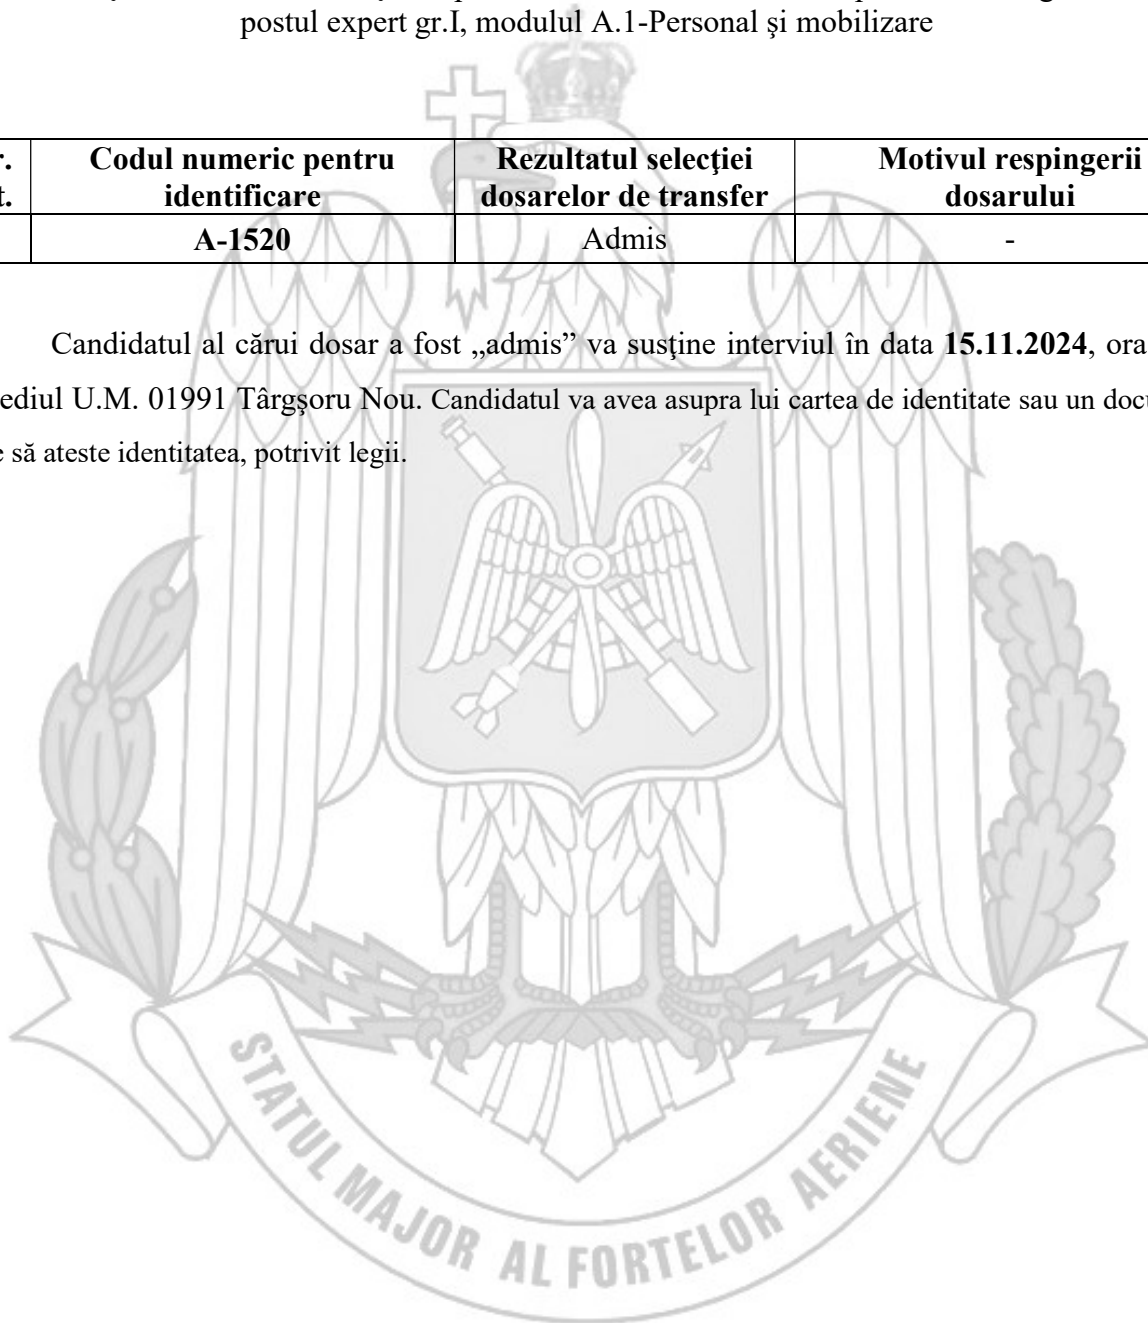 postul expert gr.I, modulul A.1-Personal şi mobilizare
r. Codul numeric pentru Rezultatul selecţiei Motivul respingerii
t. identificare dosarelor de transfer dosarului
A-1520 Admis -
Candidatul al cărui dosar a fost „admis” va susţine interviul în data 15.11.2024, ora
ediul U.M. 01991 Târgşoru Nou. Candidatul va avea asupra lui cartea de identitate sau un docu
e să ateste identitatea, potrivit legii.
STATUL MAJOR AL FORTELOR AERIENE